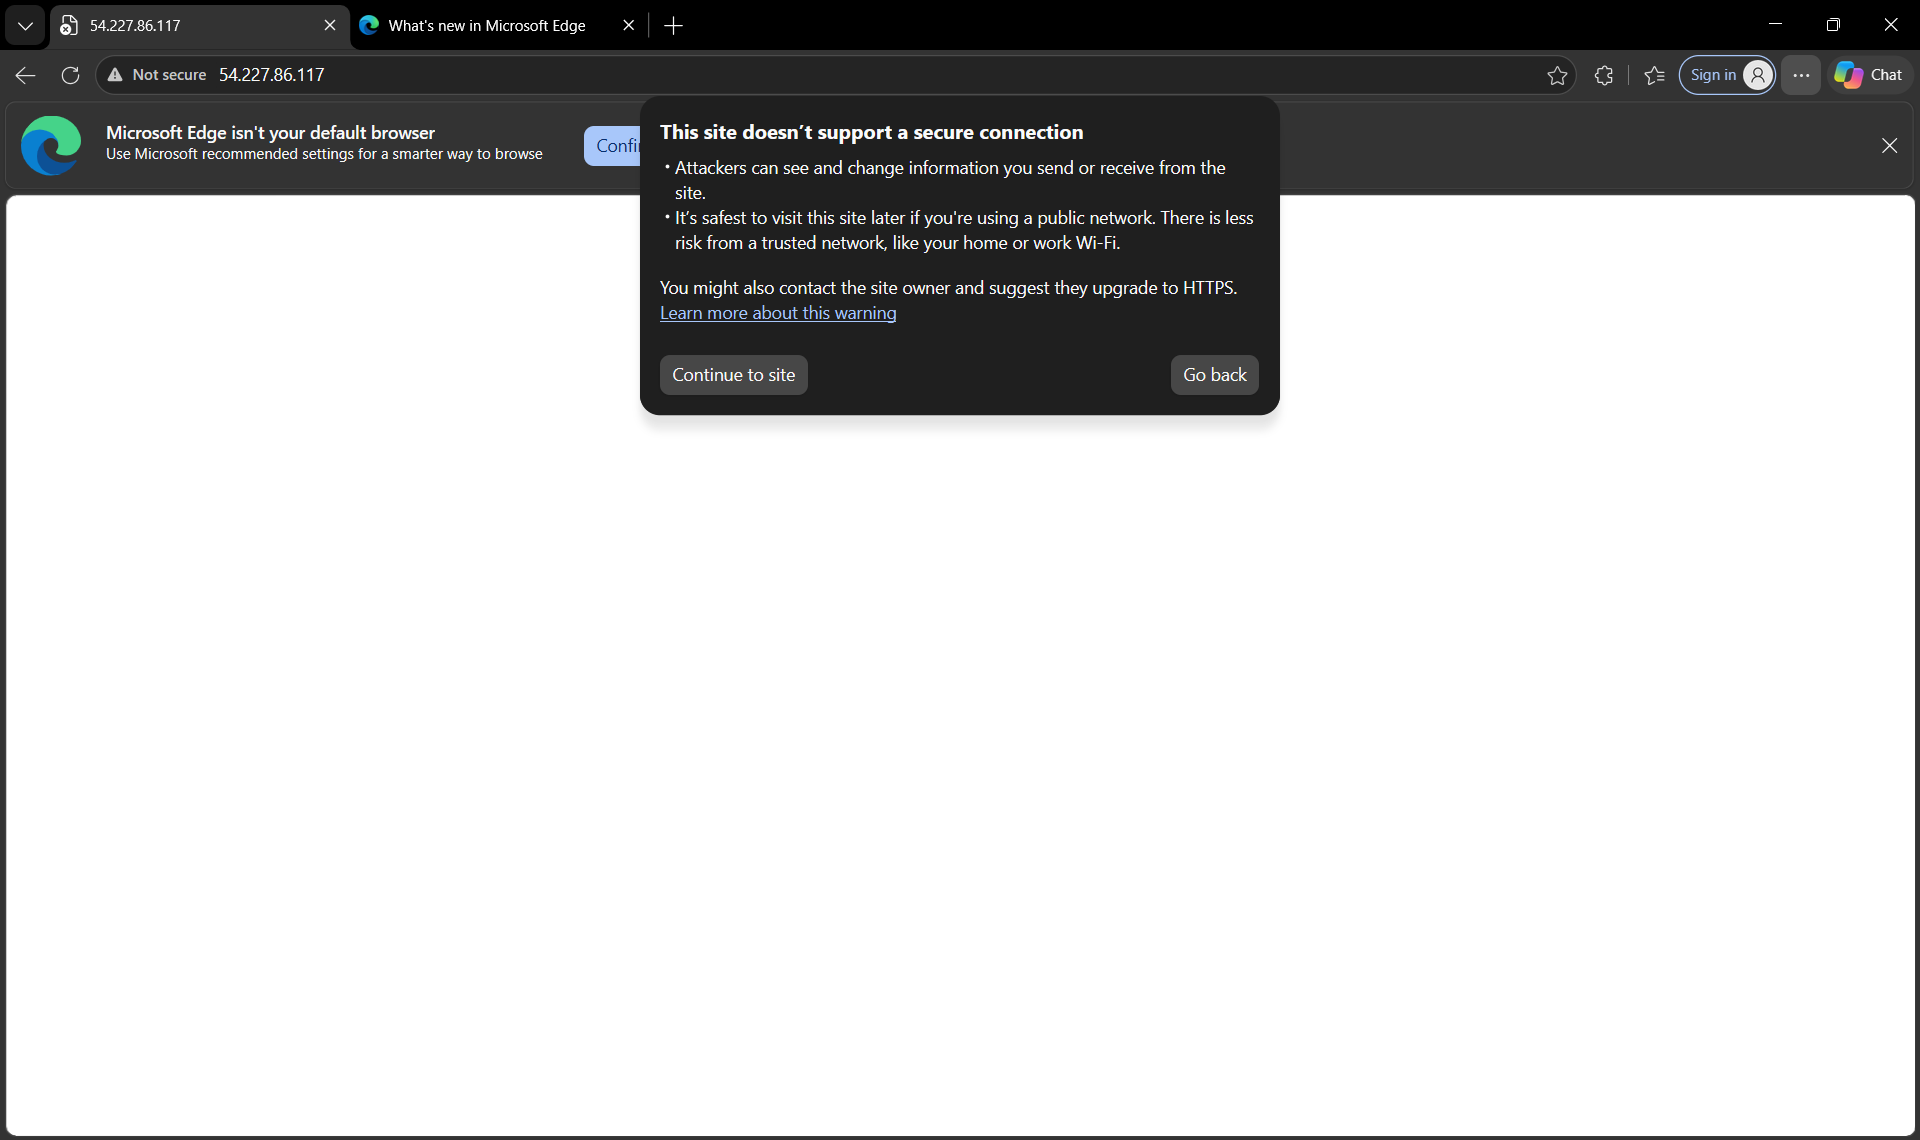 54.227.86.117
What's new in Microsoft Edge
Not secure 54.227.86.117
Sign in
Chat
Microsoft Edge isn't your default browser
Use Microsoft recommended settings for a smarter way to browse
Confi
This site doesn't support a secure connection
• Attackers can see and change information you send or receive from the
site.
• It's safest to visit this site later if you're using a public network. There is less
risk from a trusted network, like your home or work Wi-Fi.
You might also contact the site owner and suggest they upgrade to HTTPS.
Learn more about this warning
Continue to site
Go back